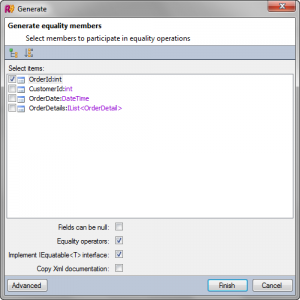 Generate
Generate equality members
Select members to participate in equality operations
Select items:
OrderId:int
CustomerId:int
OrderDate:DateTime
OrderDetails:IList<OrderDetail>
Fields can be null:
Equality operators:
Implement IEquatable<T> interface:
Copy Xml documentation:
Advanced
Finish
Cancel